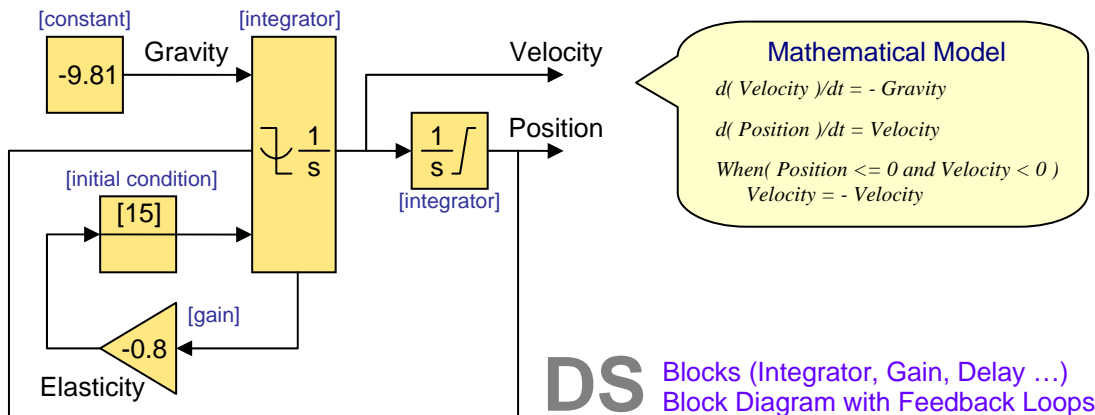 [constant]
[integrator]
-9.81
Gravity
Velocity
Mathematical Model
d( Velocity )/dt = - Gravity
d( Position )/dt = Velocity
When( Position <= 0 and Velocity < 0 )
Velocity = - Velocity
1
s
1
s
Position
[integrator]
[initial condition]
[15]
[gain]
-0.8
Elasticity
DS
Blocks (Integrator, Gain, Delay …)
Block Diagram with Feedback Loops